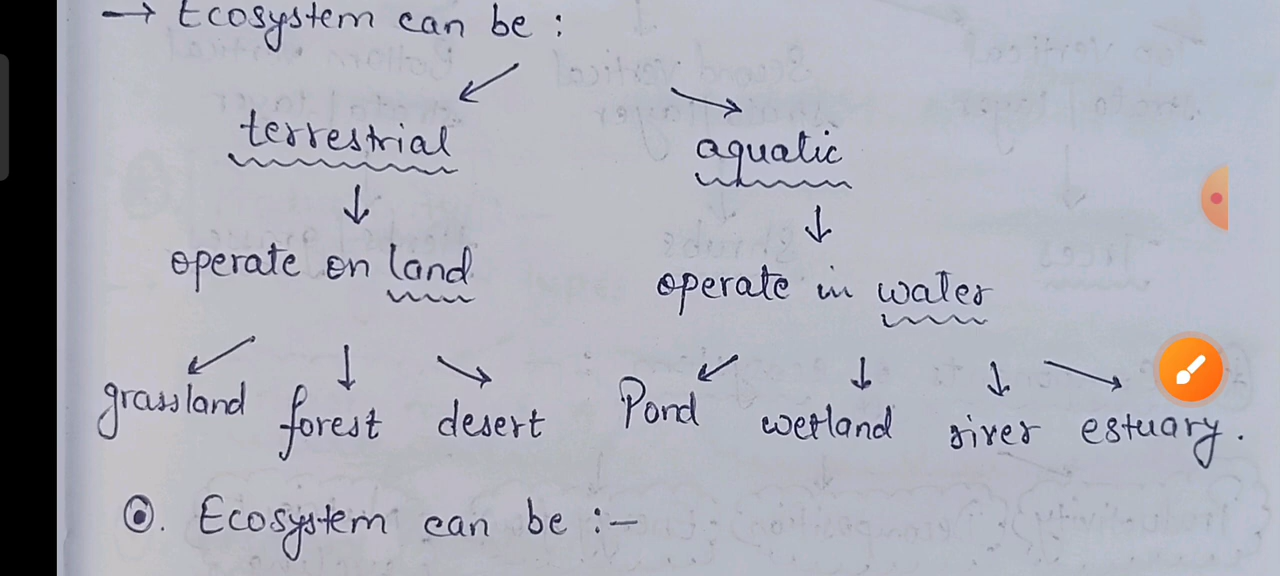 → Ecosystem can be :
terrestrial aquatic
↓ ↓
operate on land operate in water
grassland forest desert Pond wetland river estuary.
⊙. Ecosystem can be :-